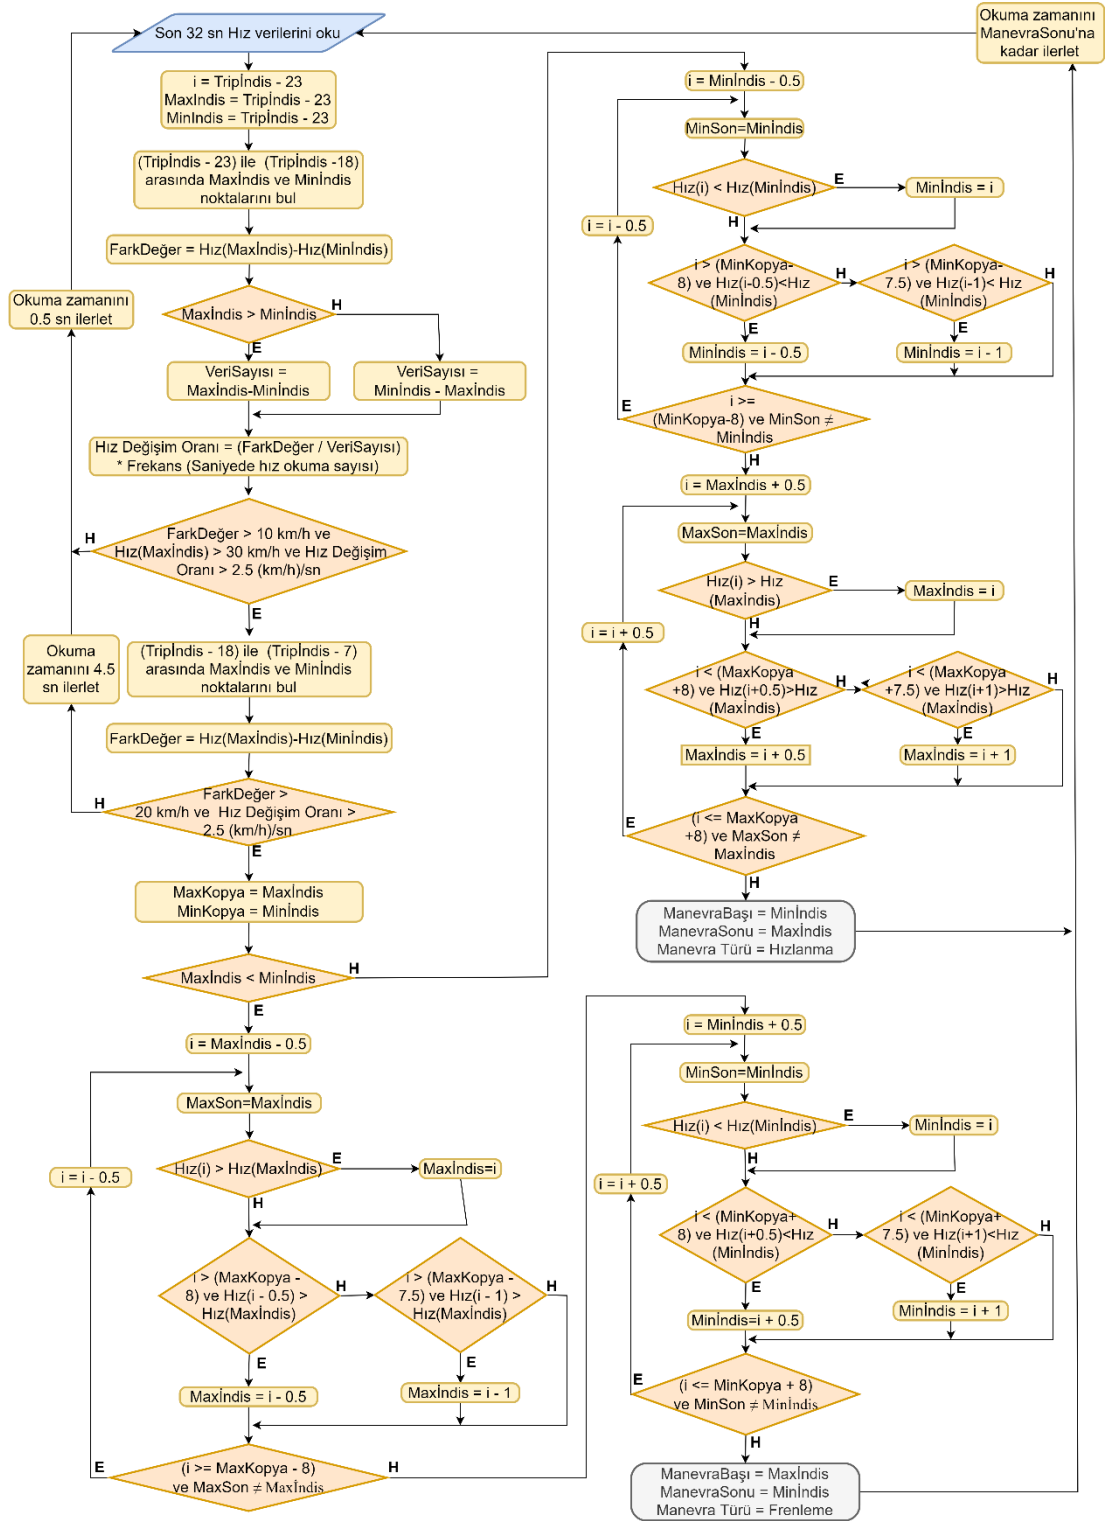 Son 32 sn Hız verilerini oku
i = Tripİndis - 23
MaxIndis = Tripİndis - 23
MinIndis = Tripİndis - 23
(Tripİndis - 23) ile (Tripİndis -18)
arasında Maxİndis ve Minİndis
noktalarını bul
FarkDeğer = Hız(Maxİndis)-Hız(Minİndis)
Maxİndis > Minİndis
H
E
VeriSayısı =
Maxİndis-Minİndis
VeriSayısı =
Minİndis - Maxİndis
Hız Değişim Oranı = (FarkDeğer / VeriSayısı)
* Frekans (Saniyede hız okuma sayısı)
FarkDeğer > 10 km/h ve
Hız(Maxİndis) > 30 km/h ve Hız Değişim
Oranı > 2.5 (km/h)/sn
H
E
Okuma zamanını
0.5 sn ilerlet
(Tripİndis - 18) ile (Tripİndis - 7)
arasında Maxİndis ve Minİndis
noktalarını bul
Okuma
zamanını 4.5
sn ilerlet
FarkDeğer = Hız(Maxİndis)-Hız(Minİndis)
FarkDeğer >
20 km/h ve Hız Değişim Oranı >
2.5 (km/h)/sn
H
E
MaxKopya = Maxİndis
MinKopya = Minİndis
Maxİndis < Minİndis
H
E
i = Maxİndis - 0.5
MaxSon=Maxİndis
Hız(i) > Hız(Maxİndis)
E
Maxİndis=i
H
i = i - 0.5
i > (MaxKopya -
8) ve Hız(i - 0.5) >
Hız(Maxİndis)
H
i > (MaxKopya -
7.5) ve Hız(i - 1) >
Hız(Maxİndis)
H
E
E
Maxİndis = i - 0.5
Maxİndis = i - 1
(i >= MaxKopya - 8)
ve MaxSon ≠ Maxİndis
E
H
Okuma zamanını
ManevraSonu'na
kadar ilerlet
i = Minİndis - 0.5
MinSon=Minİndis
Hız(i) < Hız(Minİndis)
E
Minİndis = i
H
i = i - 0.5
i > (MinKopya-
8) ve Hız(i-0.5)<Hız
(Minİndis)
H
i > (MinKopya-
7.5) ve Hız(i-1)< Hız
(Minİndis)
H
E
E
Minİndis = i - 0.5
Minİndis = i - 1
i >=
(MinKopya-8) ve MinSon ≠
Minİndis
E
H
i = Maxİndis + 0.5
MaxSon=Maxİndis
Hız(i) > Hız
(Maxİndis)
E
Maxİndis = i
H
i = i + 0.5
i < (MaxKopya
+8) ve Hız(i+0.5)>Hız
(Maxİndis)
H
i < (MaxKopya
+7.5) ve Hız(i+1)>Hız
(Maxİndis)
H
E
E
Maxİndis = i + 0.5
Maxİndis = i + 1
(i <= MaxKopya
+8) ve MaxSon ≠
Maxİndis
E
H
ManevraBaşı = Minİndis
ManevraSonu = Maxİndis
Manevra Türü = Hızlanma
i = Minİndis + 0.5
MinSon=Minİndis
Hız(i) < Hız(Minİndis)
E
Minİndis = i
H
i = i + 0.5
i < (MinKopya+
8) ve Hız(i+0.5)<Hız
(Minİndis)
H
i < (MinKopya+
7.5) ve Hız(i+1)<Hız
(Minİndis)
H
E
E
Minİndis=i + 0.5
Minİndis = i + 1
(i <= MinKopya + 8)
ve MinSon ≠ Minİndis
E
H
ManevraBaşı = Maxİndis
ManevraSonu = Minİndis
Manevra Türü = Frenleme